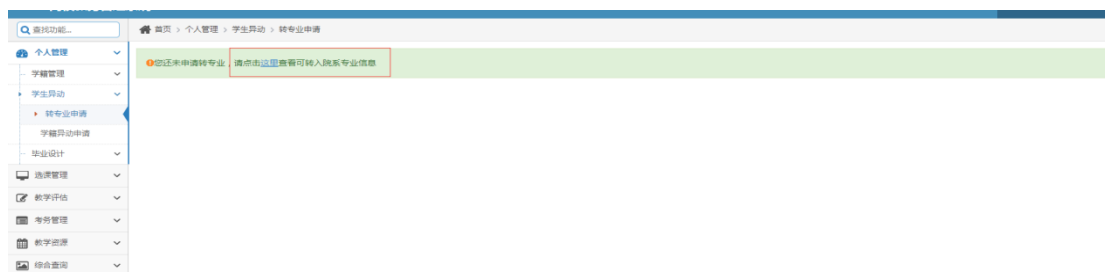 查找功能...
首页 > 个人管理 > 学生异动 > 转专业申请
个人管理
您还未申请转专业，请点击这里查看可转入院系专业信息
学籍管理
学生异动
转专业申请
学籍异动申请
毕业设计
选课管理
教学评估
考务管理
教学资源
综合查询